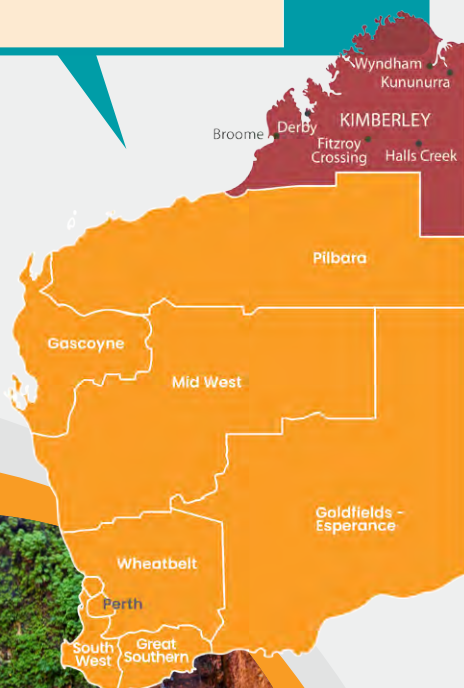 Wyndham
Kununurra
KIMBERLEY
Broome
Derby
Fitzroy
Crossing
Halls Creek
Pilbara
Gascoyne
Mid West
Goldfields -
Esperance
Wheatbelt
Perth
South
West
Great
Southern